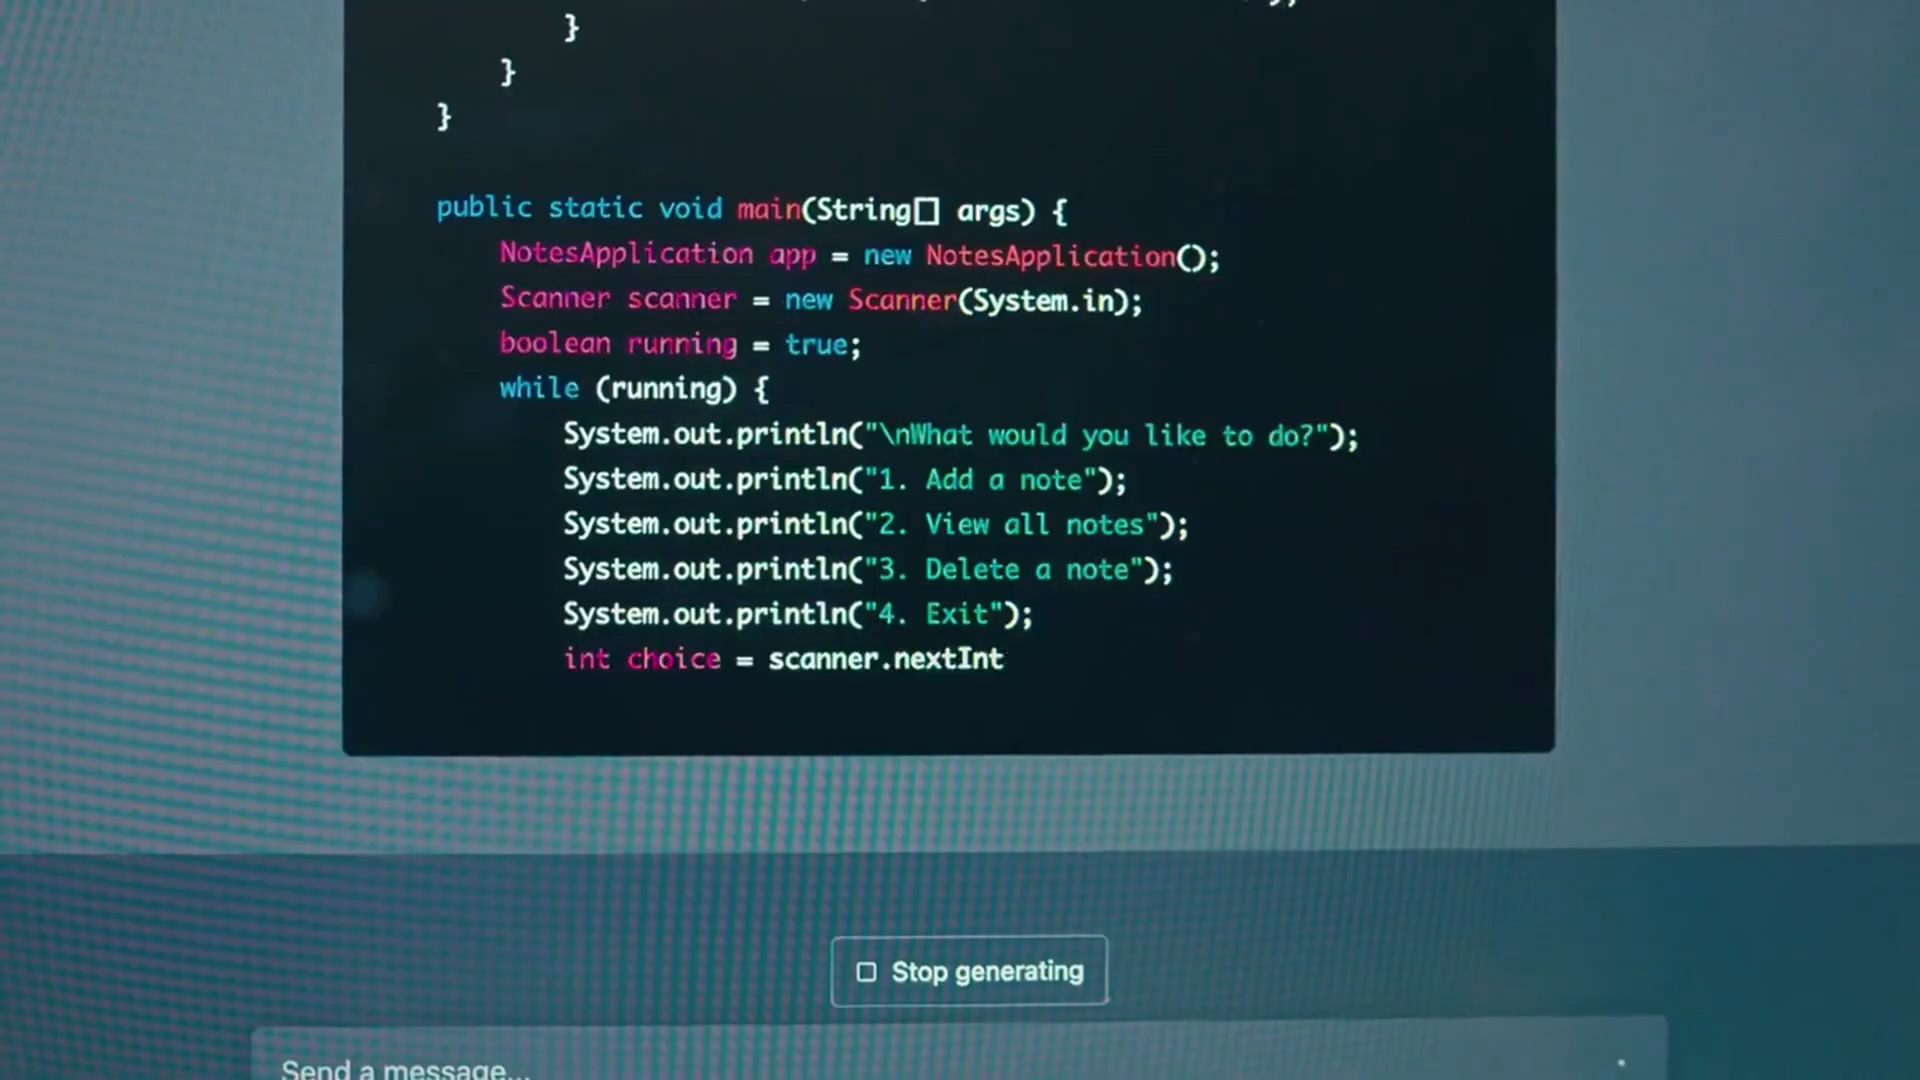 }
}
}
public static void main(String[] args) {
NotesApplication app = new NotesApplication();
Scanner scanner = new Scanner(System.in);
boolean running = true;
while (running) {
System.out.println("\nWhat would you like to do?");
System.out.println("1. Add a note");
System.out.println("2. View all notes");
System.out.println("3. Delete a note");
System.out.println("4. Exit");
int choice = scanner.nextInt
Stop generating
Send a message...